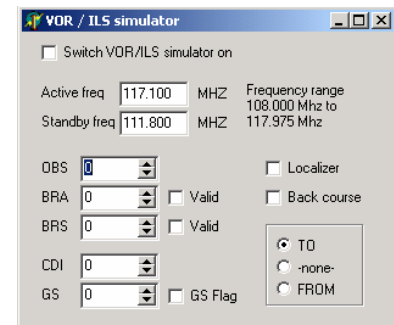 VOR / ILS simulator
Switch VOR/ILS simulator on
Active freq 117.100 MHZ
Standby freq 111.800 MHZ
Frequency range
108.000 Mhz to
117.975 Mhz
OBS 0
BRA 0 Valid
BRS 0 Valid
CDI 0
GS 0 GS Flag
Localizer
Back course
TO
-none-
FROM